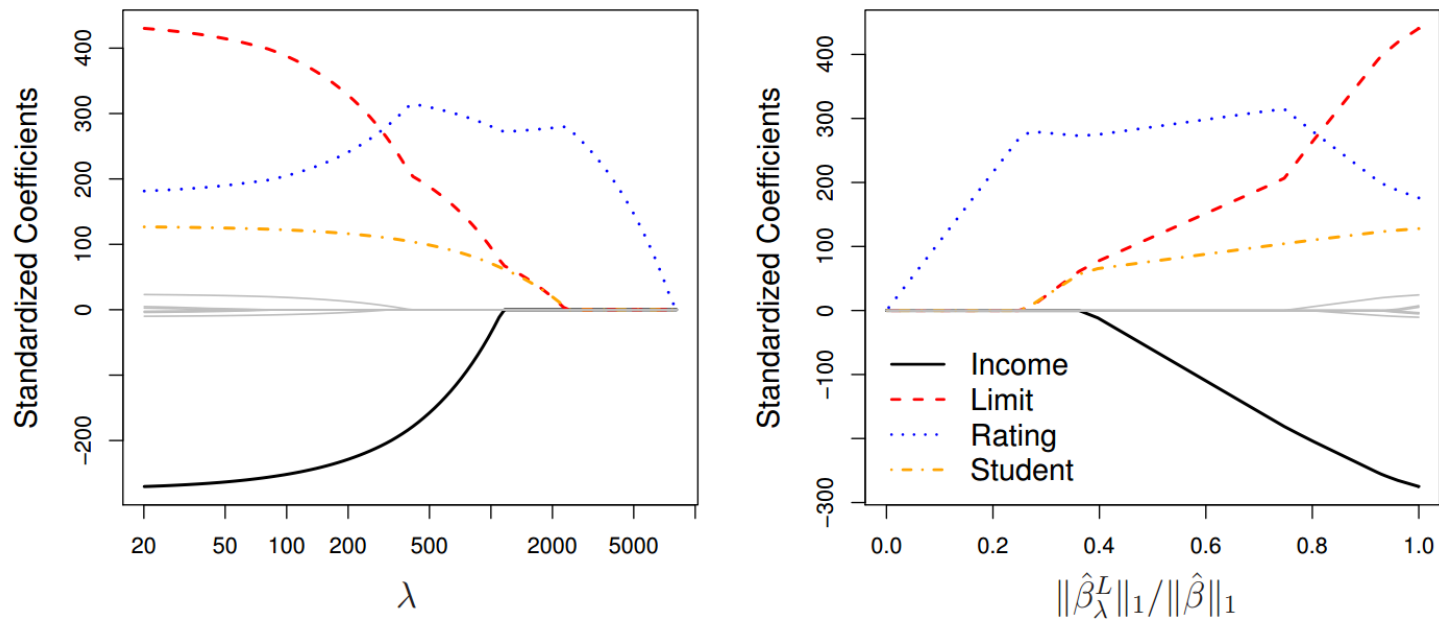 Standardized Coefficients
400
300
200
100
0
−200
20 50 100 200 500 2000 5000
λ
Standardized Coefficients
400
300
200
100
0
−100
−300
Income
Limit
Rating
Student
0.0 0.2 0.4 0.6 0.8 1.0
‖β̂λᴸ‖₁/‖β̂‖₁